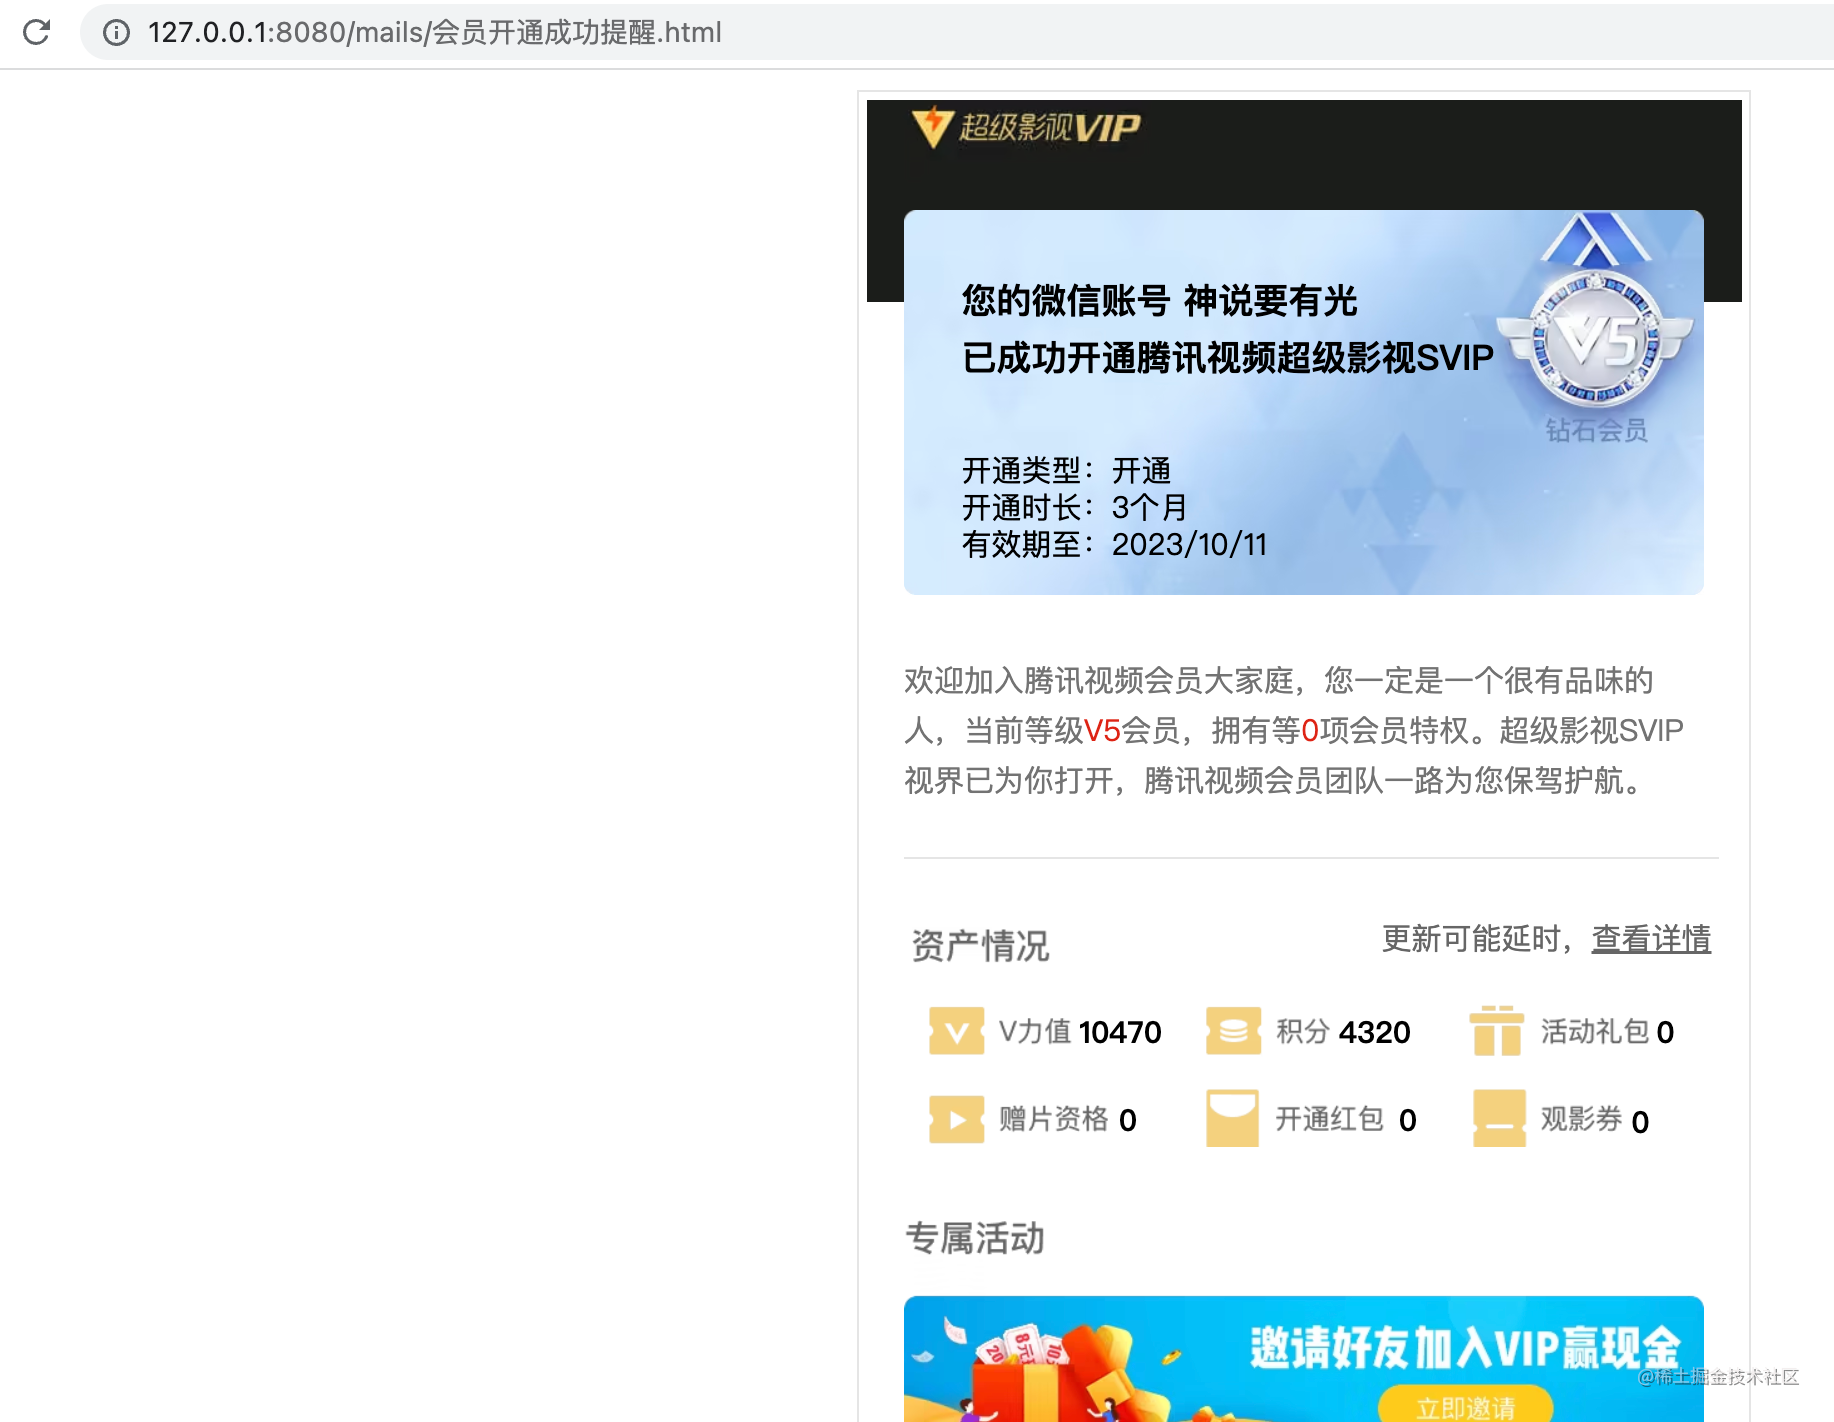 127.0.0.1:8080/mails/会员开通成功提醒.html
超级影视VIP
您的微信账号 神说要有光
已成功开通腾讯视频超级影视SVIP
V5
钻石会员
开通类型：开通
开通时长：3个月
有效期至：2023/10/11
欢迎加入腾讯视频会员大家庭，您一定是一个很有品味的
人，当前等级V5会员，拥有等0项会员特权。超级影视SVIP
视界已为你打开，腾讯视频会员团队一路为您保驾护航。
资产情况
更新可能延时，查看详情
V力值 10470 积分 4320 活动礼包 0
赠片资格 0 开通红包 0 观影券 0
专属活动
邀请好友加入VIP赢现金
立即邀请
@稀土掘金技术社区